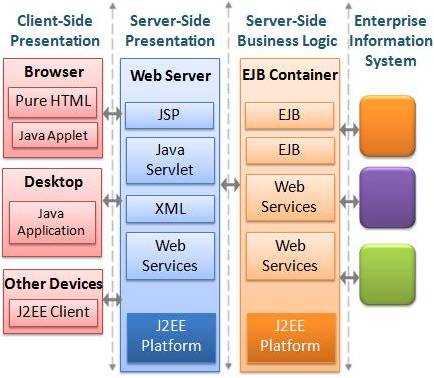 Client-Side
Presentation
Server-Side
Presentation
Server-Side
Business Logic
Enterprise
Information
System
Browser
Pure HTML
Java Applet
Desktop
Java
Application
Other Devices
J2EE Client
Web Server
JSP
Java
Servlet
XML
Web
Services
J2EE
Platform
EJB Container
EJB
EJB
Web
Services
Web
Services
J2EE
Platform